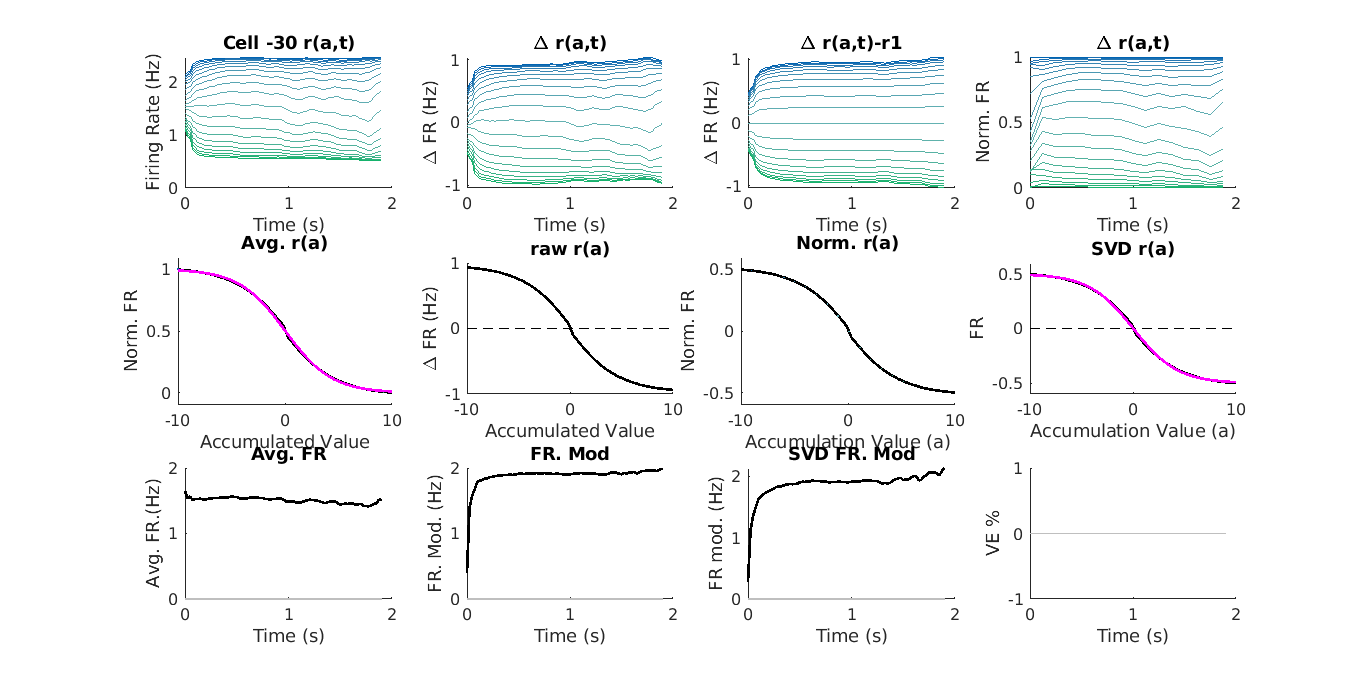 Cell -30 r(a,t)
Firing Rate (Hz)
2
1
0
0 1 2
Time (s)
Δ r(a,t)
Δ FR (Hz)
1
0
-1
0 1 2
Time (s)
Δ r(a,t)-r1
Δ FR (Hz)
1
0
-1
0 1 2
Time (s)
Δ r(a,t)
Norm. FR
1
0.5
0
0 1 2
Time (s)
Avg. r(a)
Norm. FR
1
0.5
0
-10 0 10
Accumulated Value
raw r(a)
Δ FR (Hz)
1
0
-1
-10 0 10
Accumulated Value
Norm. r(a)
Norm. FR
0.5
0
-0.5
-10 0 10
Accumulation Value (a)
SVD r(a)
FR
0.5
0
-0.5
-10 0 10
Accumulation Value (a)
Avg. FR
Avg. FR.(Hz)
2
1
0
0 1 2
Time (s)
FR. Mod
FR. Mod. (Hz)
2
1
0
0 1 2
Time (s)
SVD FR. Mod
FR mod. (Hz)
2
1
0
0 1 2
Time (s)
VE %
1
0
-1
0 1 2
Time (s)